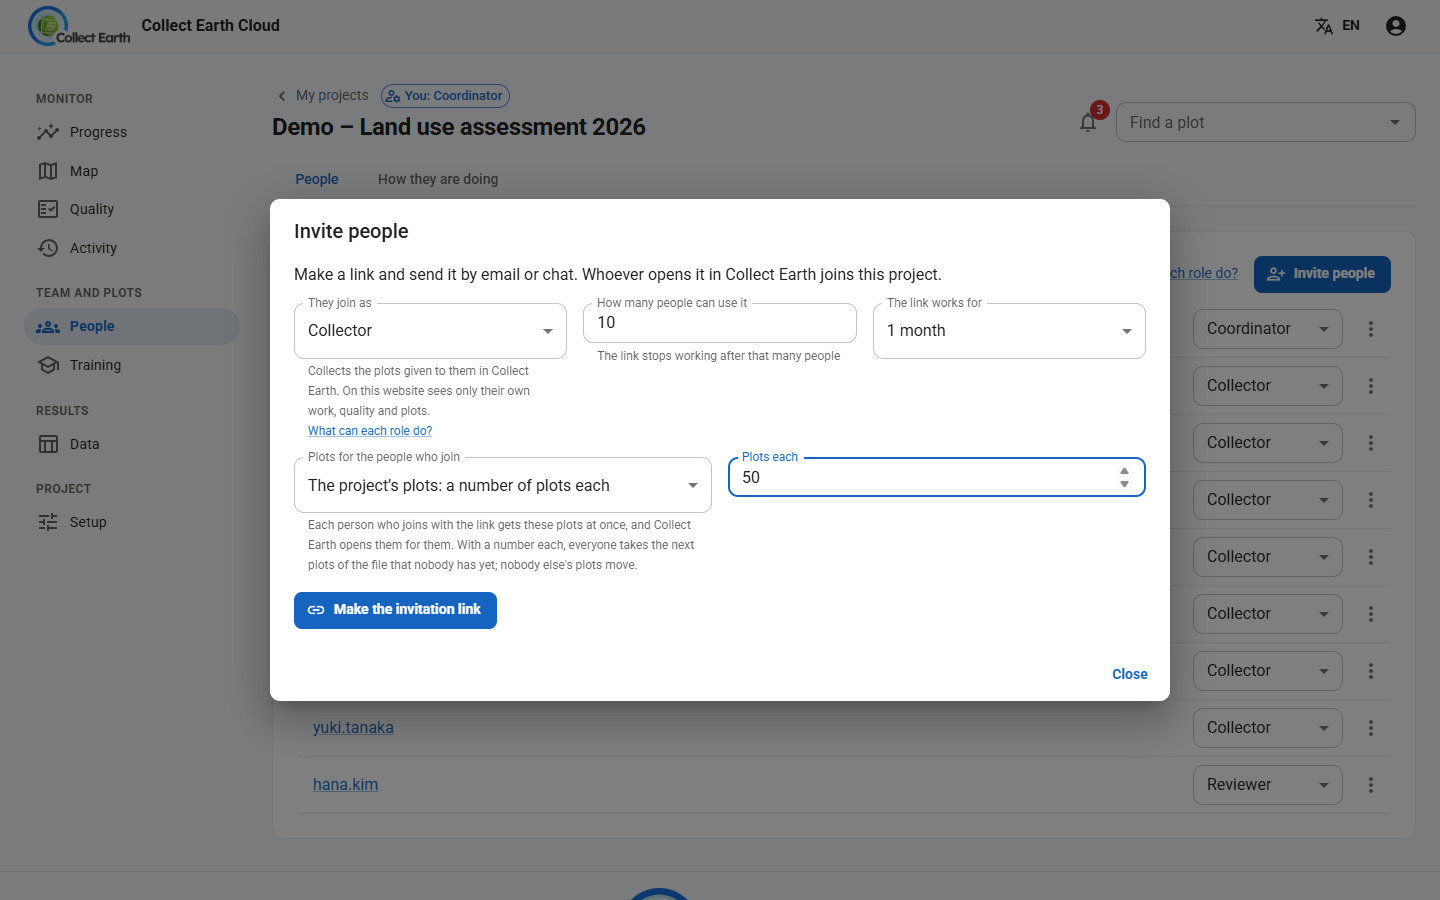 Collect Earth
Collect Earth Cloud
EN
MONITOR
Progress
Map
Quality
Activity
TEAM AND PLOTS
People
Training
RESULTS
Data
PROJECT
Setup
My projects
You: Coordinator
Demo – Land use assessment 2026
3
Find a plot
People
How they are doing
ch role do?
Invite people
Invite people
Make a link and send it by email or chat. Whoever opens it in Collect Earth joins this project.
They join as
Collector
Collects the plots given to them in Collect
Earth. On this website sees only their own
work, quality and plots.
What can each role do?
How many people can use it
10
The link stops working after that many people
The link works for
1 month
Plots for the people who join
The project’s plots: a number of plots each
Each person who joins with the link gets these plots at once, and Collect
Earth opens them for them. With a number each, everyone takes the next
plots of the file that nobody has yet; nobody else's plots move.
Plots each
50
Make the invitation link
Close
Coordinator
Collector
Collector
Collector
Collector
Collector
Collector
yuki.tanaka
Collector
hana.kim
Reviewer